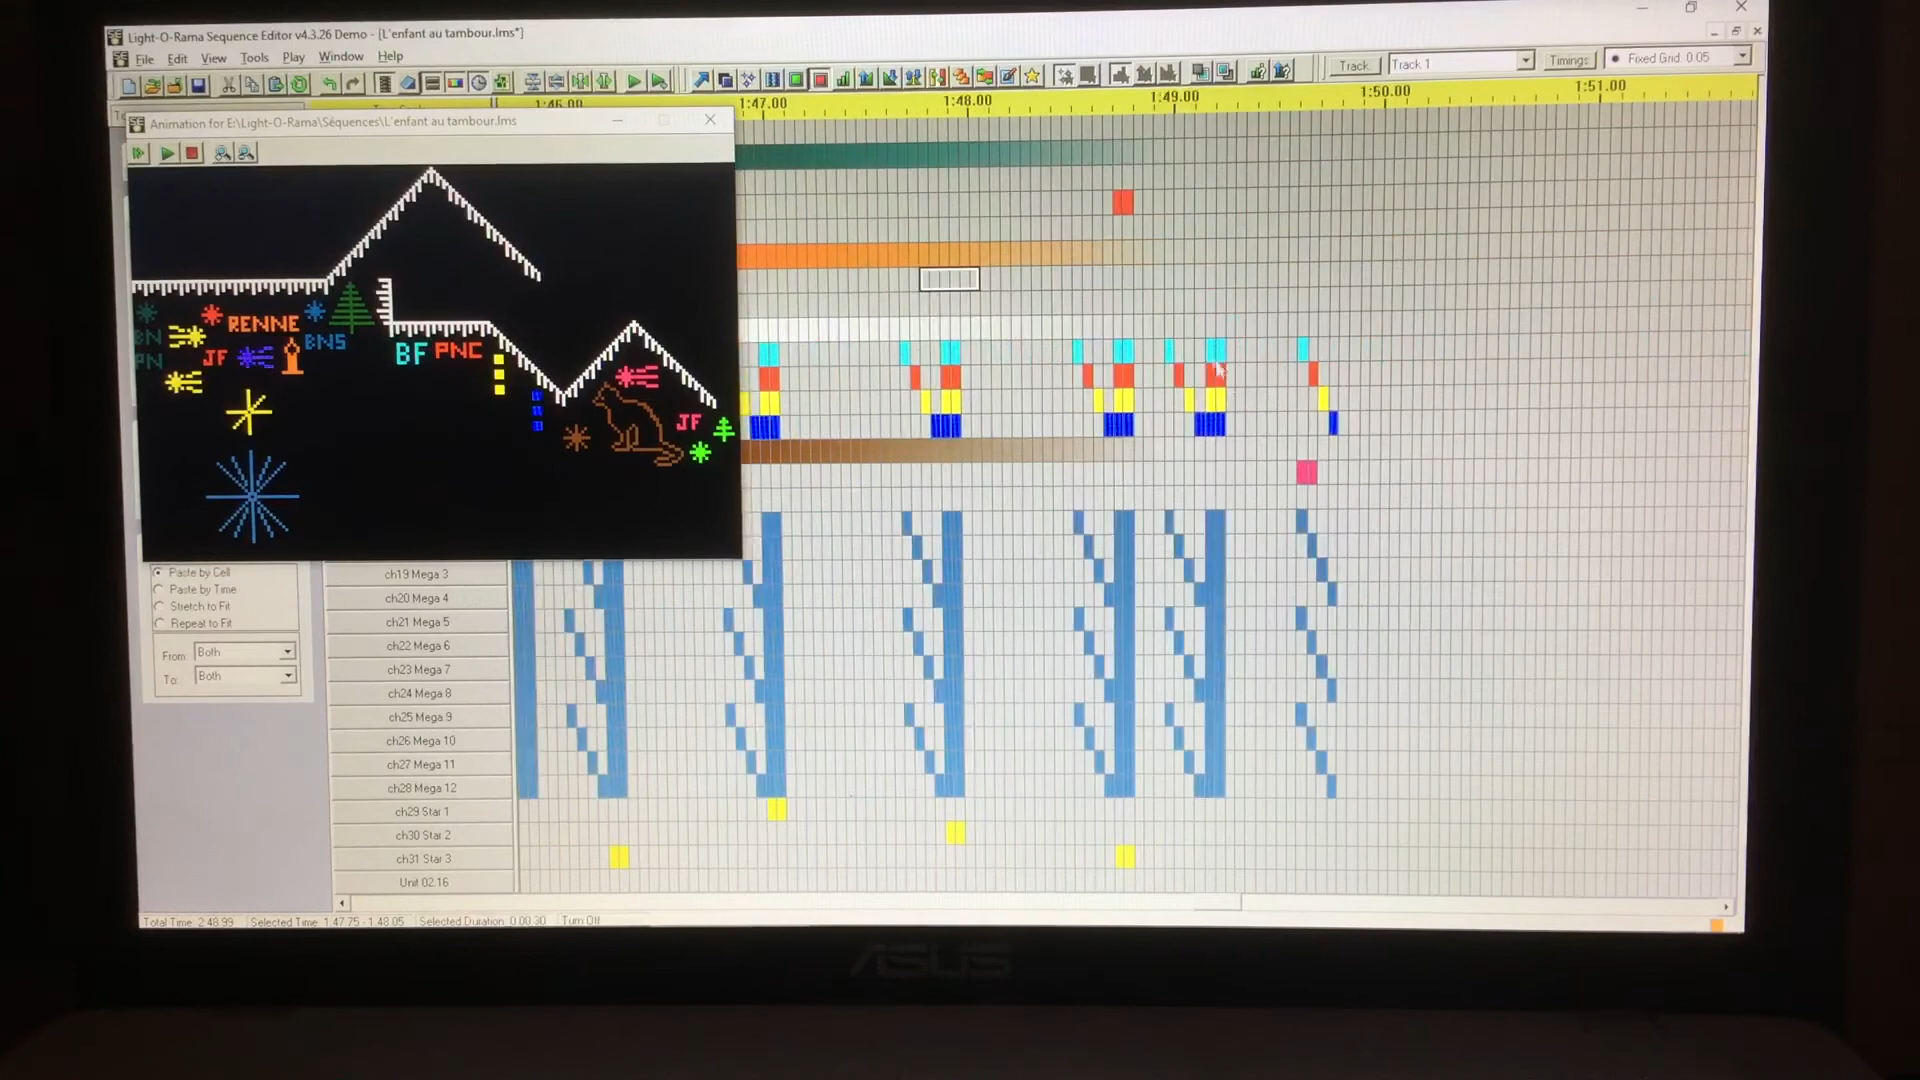 Light-O-Rama Sequence Editor v4.3.26 Demo - [L'enfant au tambour.lms*]
File Edit View Tools Play Window Help
Track Track 1 Timings Fixed Grid: 0.05
1:46.00 1:47.00 1:48.00 1:49.00 1:50.00 1:51.00
Animation for E:\Light-O-Rama\Séquences\L'enfant au tambour.lms
BN RENNE BNS
PN JF BF PNC
JF
Paste by Cell
Paste by Time
Stretch to Fit
Repeat to Fit
From: Both
To: Both
ch19 Mega 3
ch20 Mega 4
ch21 Mega 5
ch22 Mega 6
ch23 Mega 7
ch24 Mega 8
ch25 Mega 9
ch26 Mega 10
ch27 Mega 11
ch28 Mega 12
ch29 Star 1
ch30 Star 2
ch31 Star 3
Unit 02.16
Total Time: 2:48.99 Selected Time: 1:47.75 - 1:48.05 Selected Duration: 0:00.30 Turn Off
ASUS